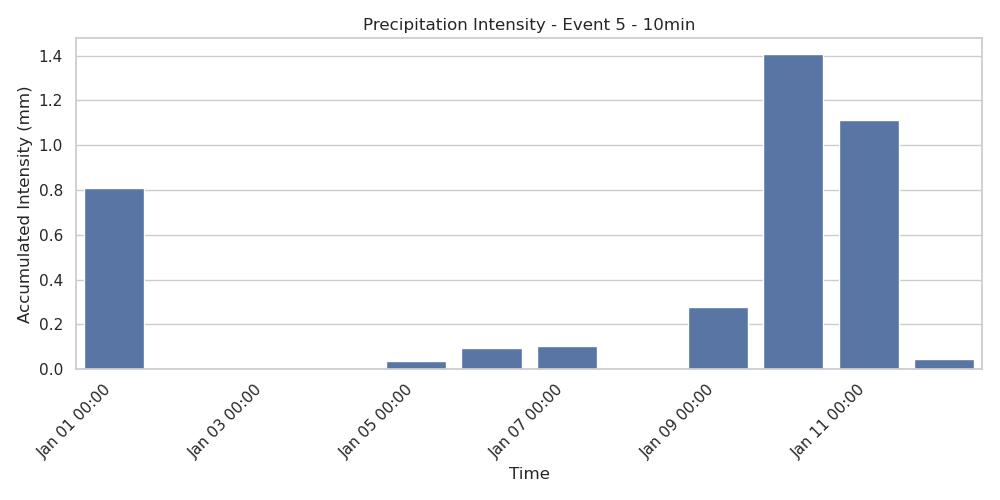 Precipitation Intensity - Event 5 - 10min
Accumulated Intensity (mm)
1.4
1.2
1.0
0.8
0.6
0.4
0.2
0.0
Jan 01 00:00
Jan 03 00:00
Jan 05 00:00
Jan 07 00:00
Jan 09 00:00
Jan 11 00:00
Time